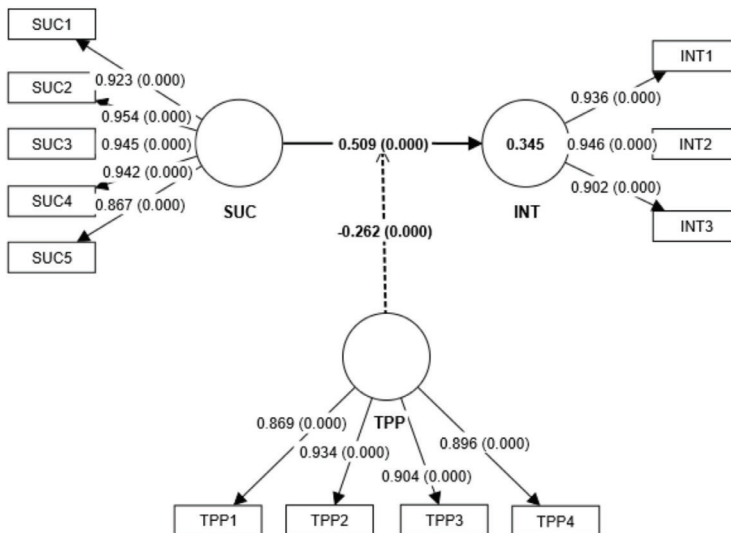 SUC1
SUC2
SUC3
SUC4
SUC5
0.923 (0.000)
0.954 (0.000)
0.945 (0.000)
0.942 (0.000)
0.867 (0.000)
SUC
0.509 (0.000)
0.345
INT
0.936 (0.000)
0.946 (0.000)
0.902 (0.000)
INT1
INT2
INT3
-0.262 (0.000)
TPP
0.869 (0.000)
0.934 (0.000)
0.904 (0.000)
0.896 (0.000)
TPP1
TPP2
TPP3
TPP4